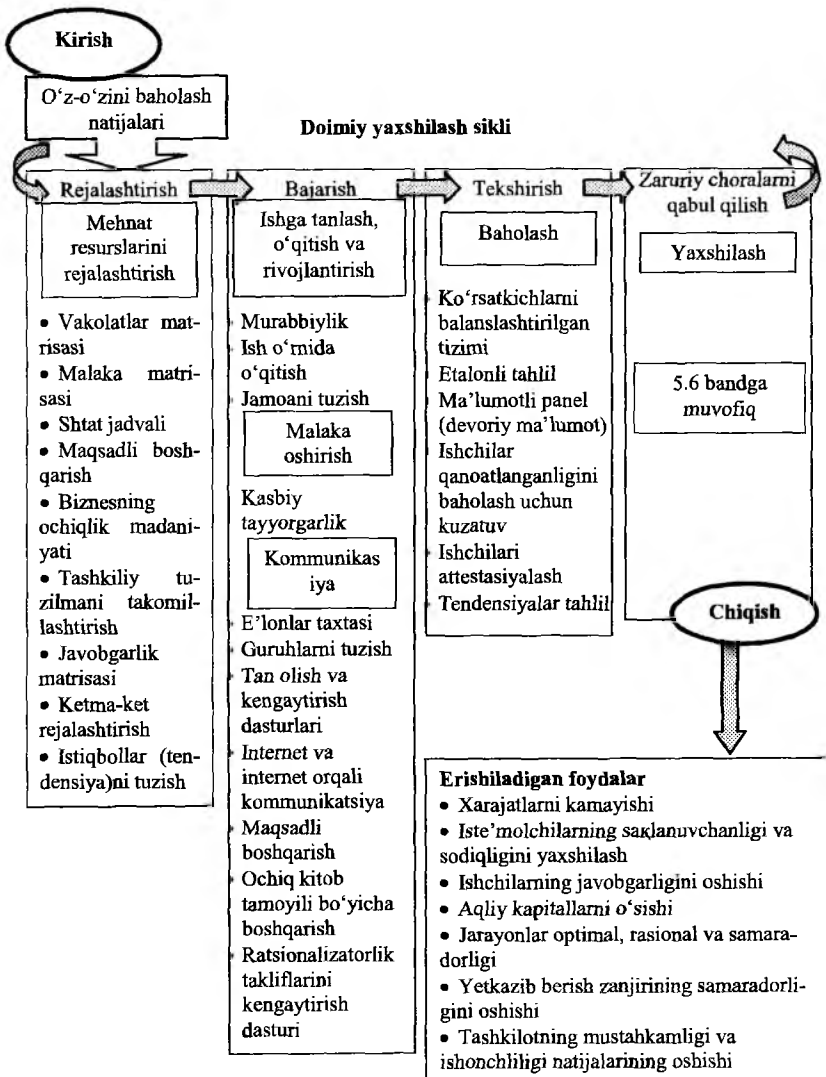 Kirish
O‘z-o‘zini baholash
natijalari
Doimiy yaxshilash sikli
Rejalashtirish
Mehnat
resurslarini
rejalashtirish
• Vakolatlar mat-
risasi
• Malaka matri-
sasi
• Shtat jadvali
• Maqsadli bosh-
qarish
• Biznesning
ochiqlik madani-
yati
• Tashkiliy tu-
zilmani takomil-
lashtirish
• Javobgarlik
matrisasi
• Ketma-ket
rejalashtirish
• Istiqbollar (ten-
densiya)ni tuzish
Bajarish
Ishga tanlash,
o‘qitish va
rivojlantirish
Murabbiylik
Ish o‘rnida
o‘qitish
Jamoani tuzish
Malaka
oshirish
Kasbiy
tayyorgarlik
Kommunikas
iya
E’lonlar taxtasi
Guruhlarni tuzish
Tan olish va
kengaytirish
dasturlari
Internet va
internet orqali
kommunikatsiya
Maqsadli
boshqarish
Ochiq kitob
tamoyili bo‘yicha
boshqarish
Ratsionalizatorlik
takliflarini
kengaytirish
dasturi
Tekshirish
Baholash
Ko‘rsatkichlarni
balanslashtirilgan
tizimi
Etalonli tahlil
Ma’lumotli panel
(devoriy ma’lumot)
Ishchilar
qanoatlanganligini
baholash uchun
kuzatuv
Ishchilari
attestasiyalash
Tendensiyalar tahlil
Zaruriy choralarni
qabul qilish
Yaxshilash
5.6 bandga
muvofiq
Chiqish
Erishiladigan foydalar
• Xarajatlarni kamayishi
• Iste’molchilarning saқlanuvchanligi va
sodiqligini yaxshilash
• Ishchilarning javobgarligini oshishi
• Aqliy kapitallarni o‘sishi
• Jarayonlar optimal, rasional va samara-
dorligi
• Yetkazib berish zanjirining samaradorli-
gini oshishi
• Tashkilotning mustahkamligi va
ishonchliligi natijalarining oshishi